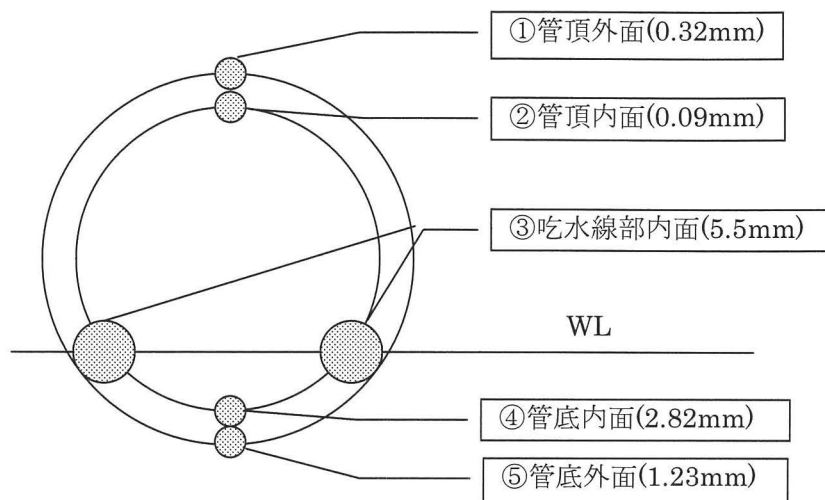 ①管頂外面(0.32mm)
②管頂内面(0.09mm)
③吃水線部内面(5.5mm)
WL
④管底内面(2.82mm)
⑤管底外面(1.23mm)